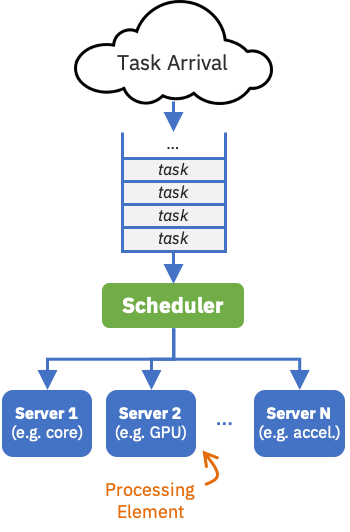 Task Arrival
...
task
task
task
task
Scheduler
Server 1
(e.g. core)
Server 2
(e.g. GPU)
...
Server N
(e.g. accel.)
Processing
Element